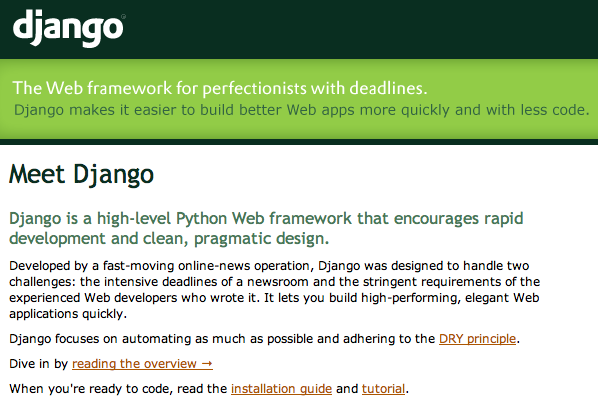 django
The Web framework for perfectionists with deadlines.
Django makes it easier to build better Web apps more quickly and with less code.
Meet Django
Django is a high-level Python Web framework that encourages rapid
development and clean, pragmatic design.
Developed by a fast-moving online-news operation, Django was designed to handle two
challenges: the intensive deadlines of a newsroom and the stringent requirements of the
experienced Web developers who wrote it. It lets you build high-performing, elegant Web
applications quickly.
Django focuses on automating as much as possible and adhering to the DRY principle.
Dive in by reading the overview →
When you're ready to code, read the installation guide and tutorial.